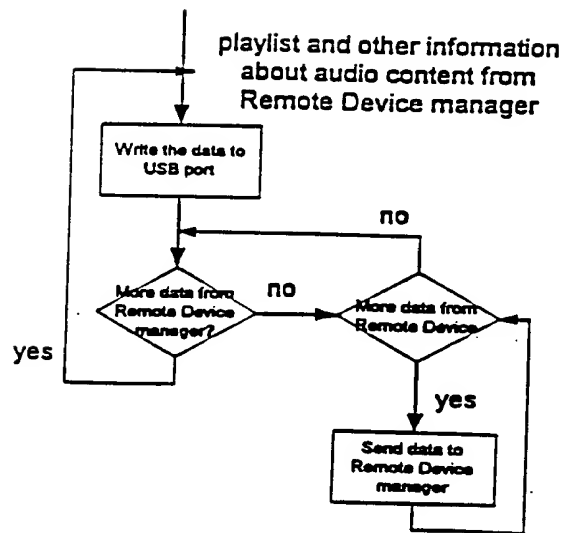 playlist and other information
about audio content from
Remote Device manager
Write the data to
USB port
no
More data from
Remote Device
manager?
no
More data from
Remote Device
yes
yes
Send data to
Remote Device
manager